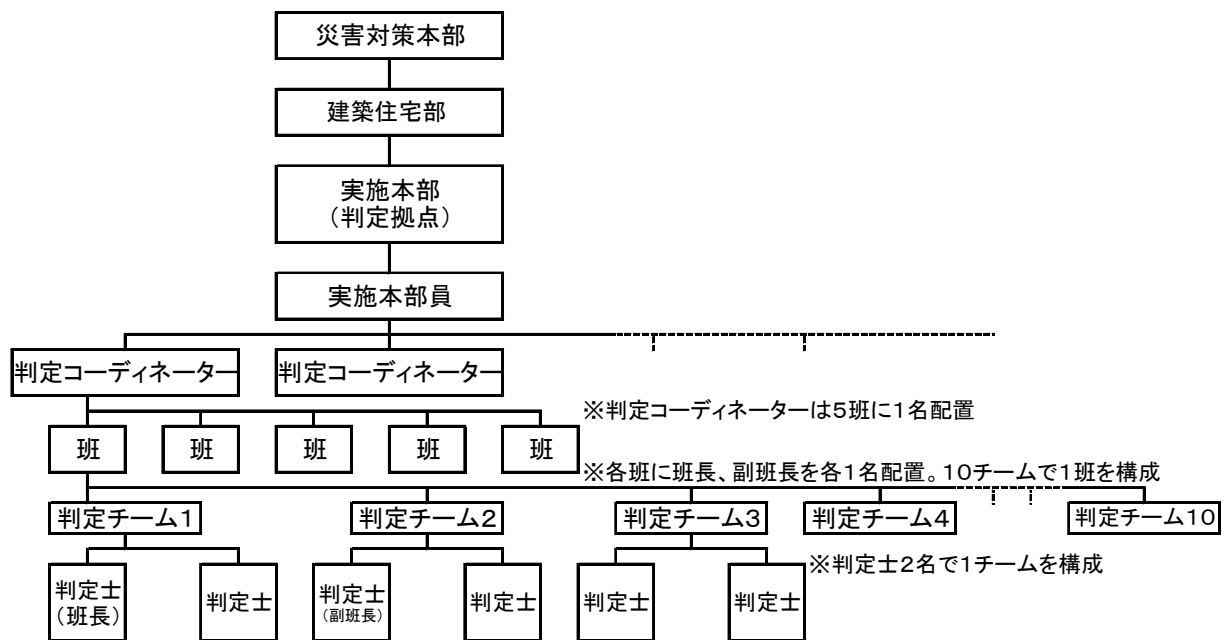 災害対策本部
建築住宅部
実施本部
（判定拠点）
実施本部員
判定コーディネーター
判定コーディネーター
※判定コーディネーターは5班に1名配置
班
班
班
班
班
※各班に班長、副班長を各1名配置。10チームで1班を構成
判定チーム1
判定チーム2
判定チーム3
判定チーム4
判定チーム10
※判定士2名で1チームを構成
判定士
（班長）
判定士
判定士
（副班長）
判定士
判定士
判定士